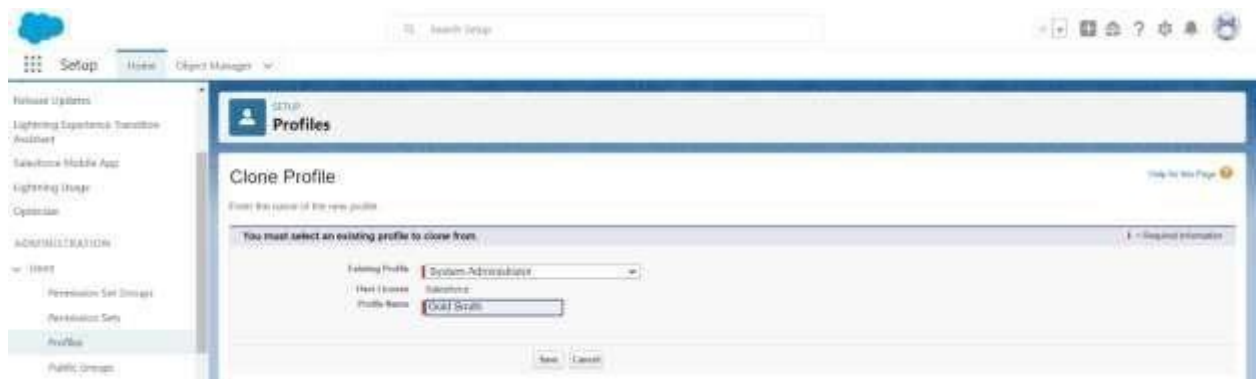 Search Setup
Setup
Home
Object Manager
Release Updates
Lightning Experience Transition
Assistant
Salesforce Mobile App
Lightning Usage
Optimizer
ADMINISTRATION
Users
Permission Set Groups
Permission Sets
Profiles
Public Groups
SETUP
Profiles
Clone Profile
Help for this Page
Enter the name of the new profile.
You must select an existing profile to clone from.
= Required Information
Existing Profile System Administrator
User License Salesforce
Profile Name Gold Smith
Save Cancel